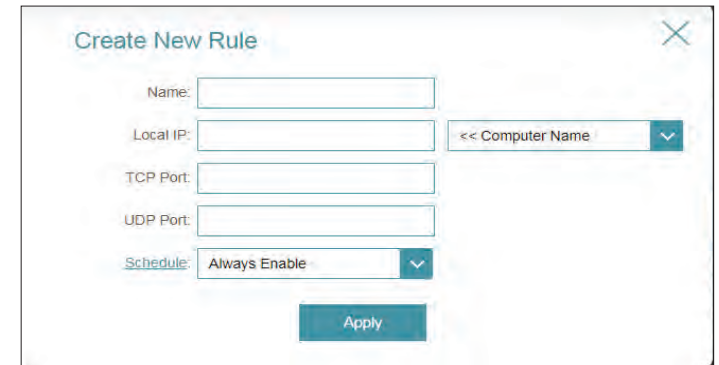 Create New Rule
Name:
Local IP: << Computer Name
TCP Port:
UDP Port:
Schedule: Always Enable
Apply